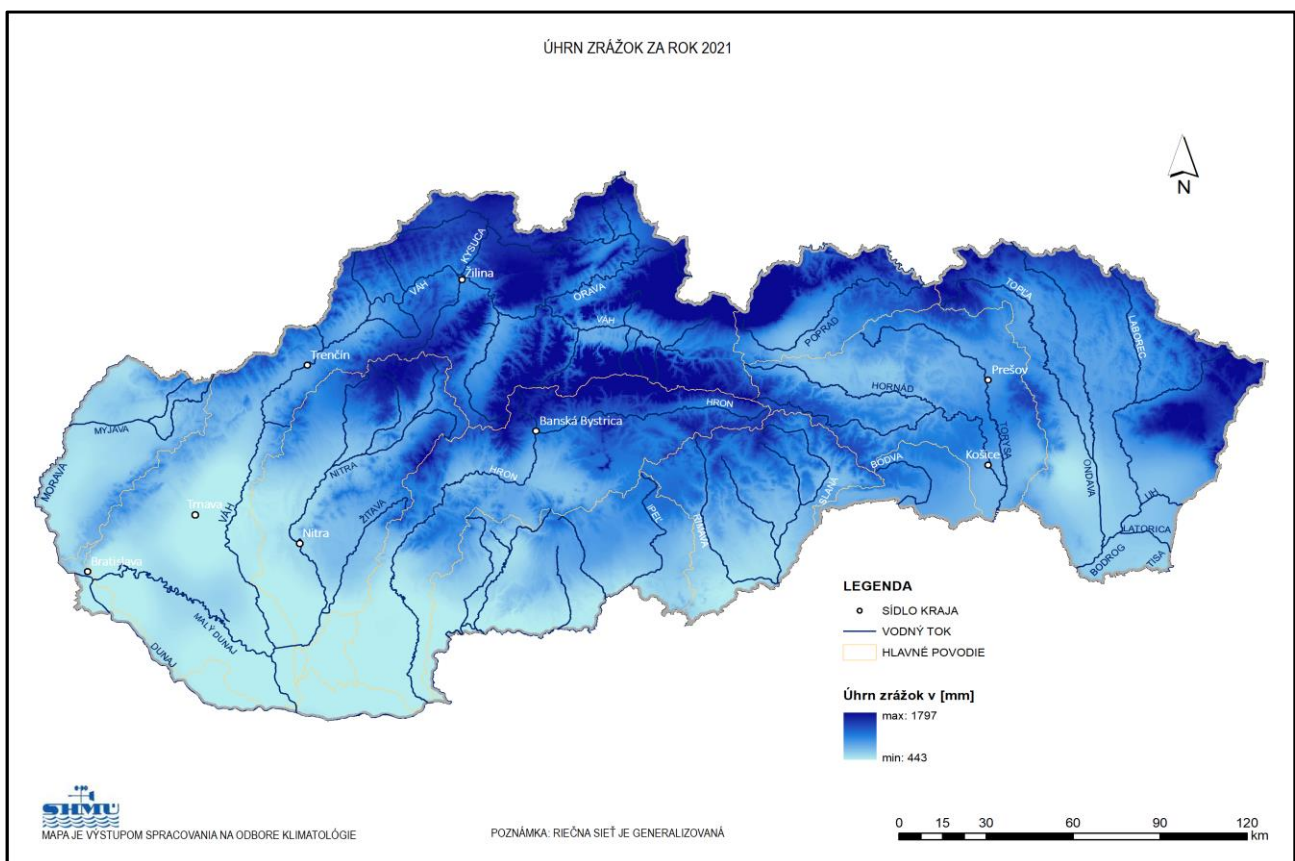 ÚHRN ZRÁŽOK ZA ROK 2021
N
KYSUCA
Žilina
VÁH
ORAVA
VÁH
POPRAD
TOPĽA
LABOREC
Trenčín
Prešov
HORNÁD
HRON
Banská Bystrica
MYJAVA
TORYSA
NITRA
HRON
BODVA
Košice
ONDAVA
MORAVA
ŽITAVA
SLANÁ
UH
Trnava
VÁH
IPEĽ
RIMAVA
LATORICA
Nitra
BODROG
TISA
Bratislava
MALÝ DUNAJ
DUNAJ
LEGENDA
SÍDLO KRAJA
VODNÝ TOK
HLAVNÉ POVODIE
Úhrn zrážok v [mm]
max: 1797
min: 443
SHMÚ
MAPA JE VÝSTUPOM SPRACOVANIA NA ODBORE KLIMATOLÓGIE
POZNÁMKA: RIEČNA SIEŤ JE GENERALIZOVANÁ
0 15 30 60 90 120
km